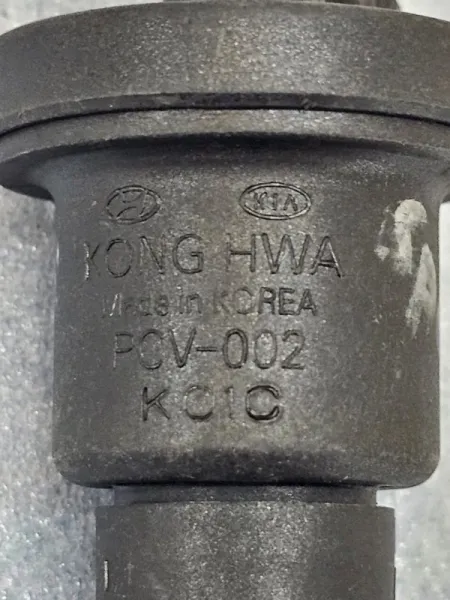 KIA
YONG HWA
Made in KOREA
PCV-002
KC1C